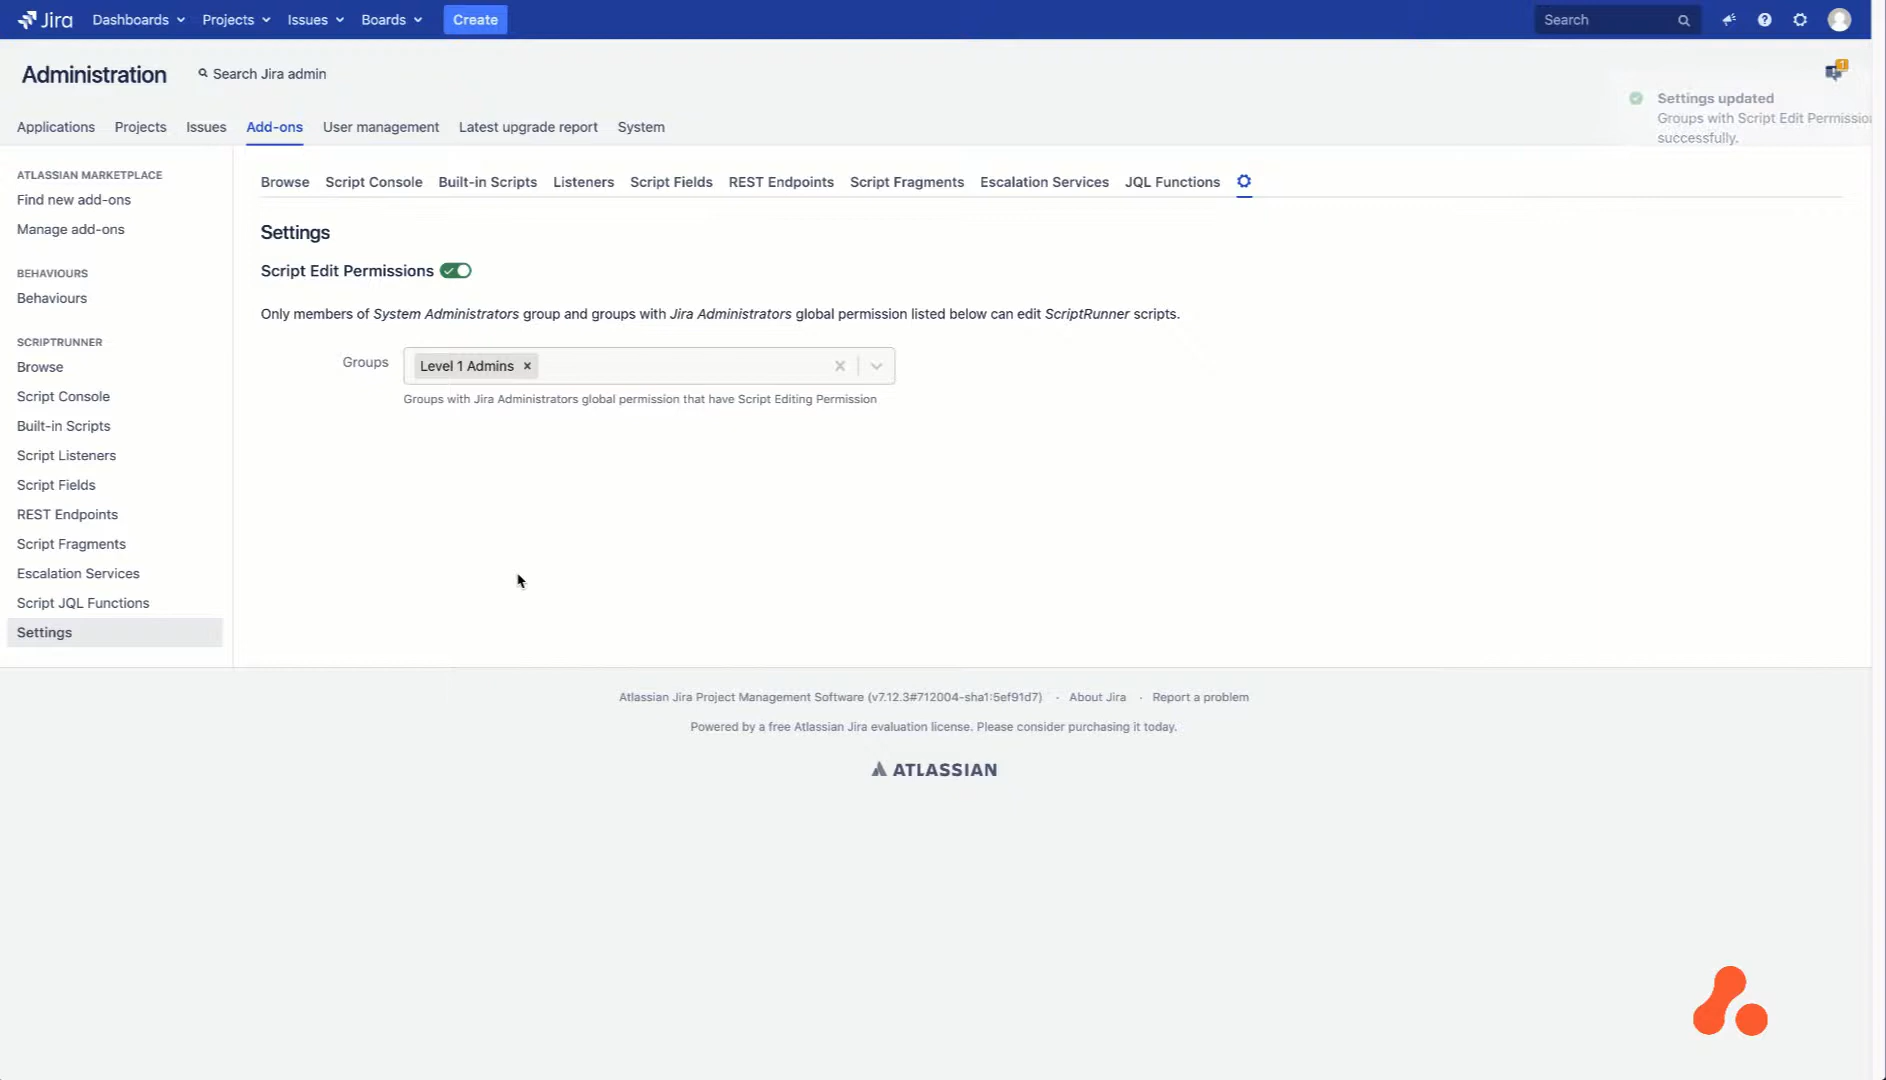 Jira Dashboards Projects Issues Boards Create Search
Administration Search Jira admin
1
Settings updated
Groups with Script Edit Permission
successfully.
Applications Projects Issues Add-ons User management Latest upgrade report System
ATLASSIAN MARKETPLACE
Find new add-ons
Manage add-ons
BEHAVIOURS
Behaviours
SCRIPTRUNNER
Browse
Script Console
Built-in Scripts
Script Listeners
Script Fields
REST Endpoints
Script Fragments
Escalation Services
Script JQL Functions
Settings
Browse Script Console Built-in Scripts Listeners Script Fields REST Endpoints Script Fragments Escalation Services JQL Functions
Settings
Script Edit Permissions
Only members of System Administrators group and groups with Jira Administrators global permission listed below can edit ScriptRunner scripts.
Groups Level 1 Admins
Groups with Jira Administrators global permission that have Script Editing Permission
Atlassian Jira Project Management Software (v7.12.3#712004-sha1:5ef91d7) · About Jira · Report a problem
Powered by a free Atlassian Jira evaluation license. Please consider purchasing it today.
ATLASSIAN